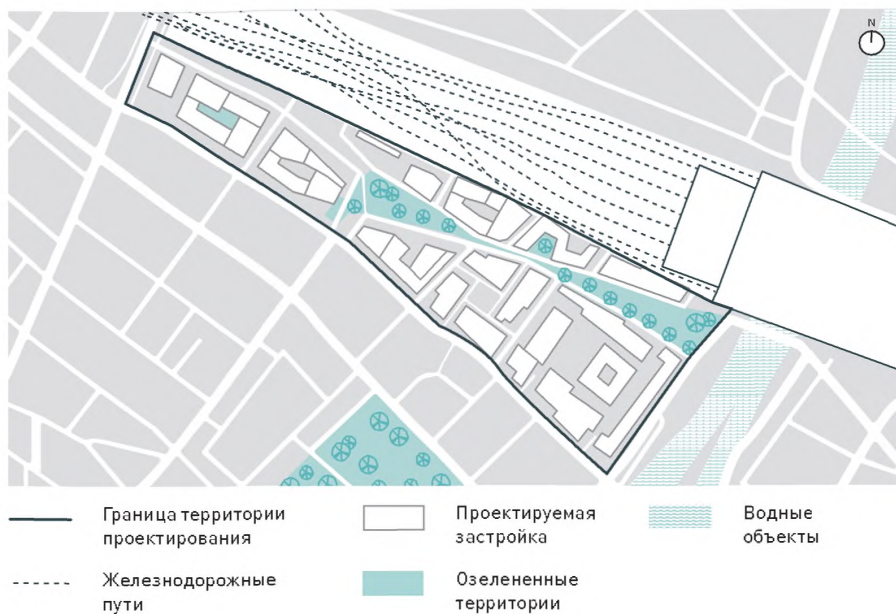 N
Граница территории
проектирования
Проектируемая
застройка
Водные
объекты
Железнодорожные
пути
Озелененные
территории